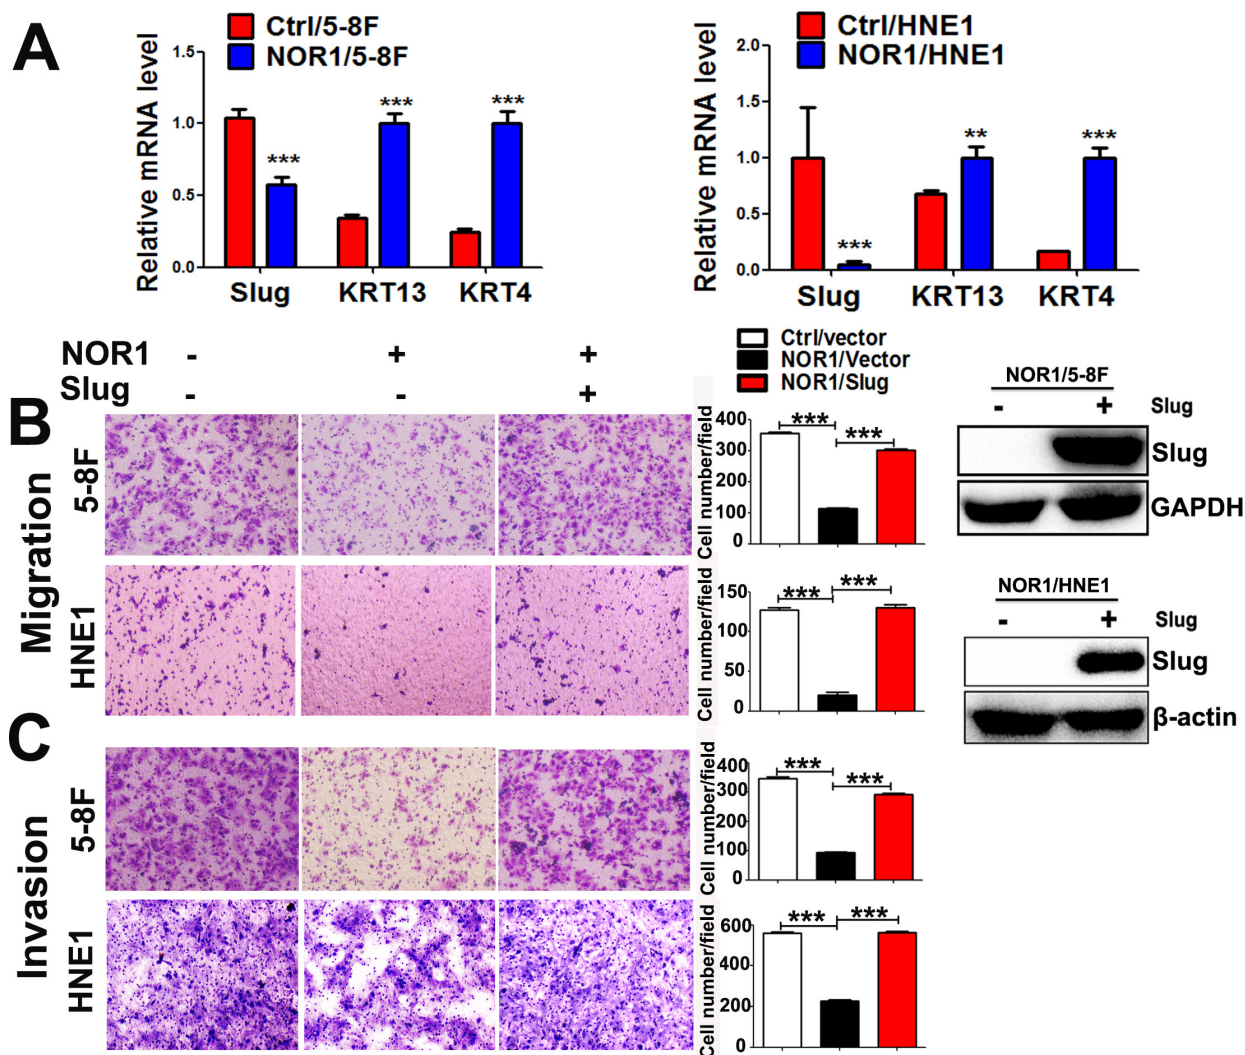 A
Ctrl/5-8F
NOR1/5-8F
Relative mRNA level
1.5
1.0
0.5
0.0
***
***
***
Slug KRT13 KRT4
Ctrl/HNE1
NOR1/HNE1
Relative mRNA level
2.0
1.5
1.0
0.5
0.0
***
**
***
Slug KRT13 KRT4
NOR1 - + +
Slug - - +
Ctrl/vector
NOR1/Vector
NOR1/Slug
B
Migration
5-8F
HNE1
Cell number/field
400
300
200
100
0
***
***
Cell number/field
150
100
50
0
***
***
NOR1/5-8F
- + Slug
Slug
GAPDH
NOR1/HNE1
- + Slug
Slug
β-actin
C
Invasion
5-8F
HNE1
Cell number/field
400
300
200
100
0
***
***
Cell number/field
600
400
200
0
***
***